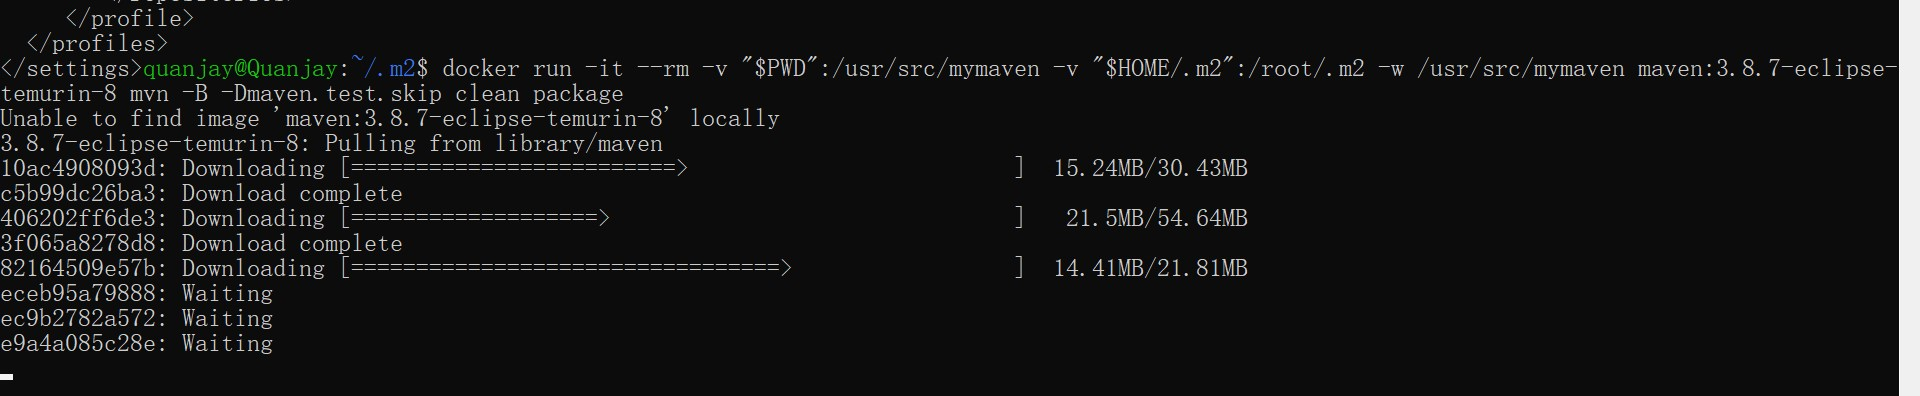 </profile>
</profiles>
</settings>quanjay@Quanjay:~/.m2$ docker run -it --rm -v "$PWD":/usr/src/mymaven -v "$HOME/.m2":/root/.m2 -w /usr/src/mymaven maven:3.8.7-eclipse-
temurin-8 mvn -B -Dmaven.test.skip clean package
Unable to find image 'maven:3.8.7-eclipse-temurin-8' locally
3.8.7-eclipse-temurin-8: Pulling from library/maven
10ac4908093d: Downloading [=========================>                         ]  15.24MB/30.43MB
c5b99dc26ba3: Download complete
406202ff6de3: Downloading [===================>                               ]   21.5MB/54.64MB
3f065a8278d8: Download complete
82164509e57b: Downloading [=================================>                 ]  14.41MB/21.81MB
eceb95a79888: Waiting
ec9b2782a572: Waiting
e9a4a085c28e: Waiting